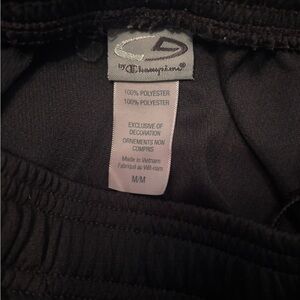 C9
by Champion®
100% POLYESTER
100% POLYESTER
EXCLUSIVE OF
DECORATION
ORNEMENTS NON
COMPRIS
Made in Vietnam
Fabriqué au Viêt-nam
M/M